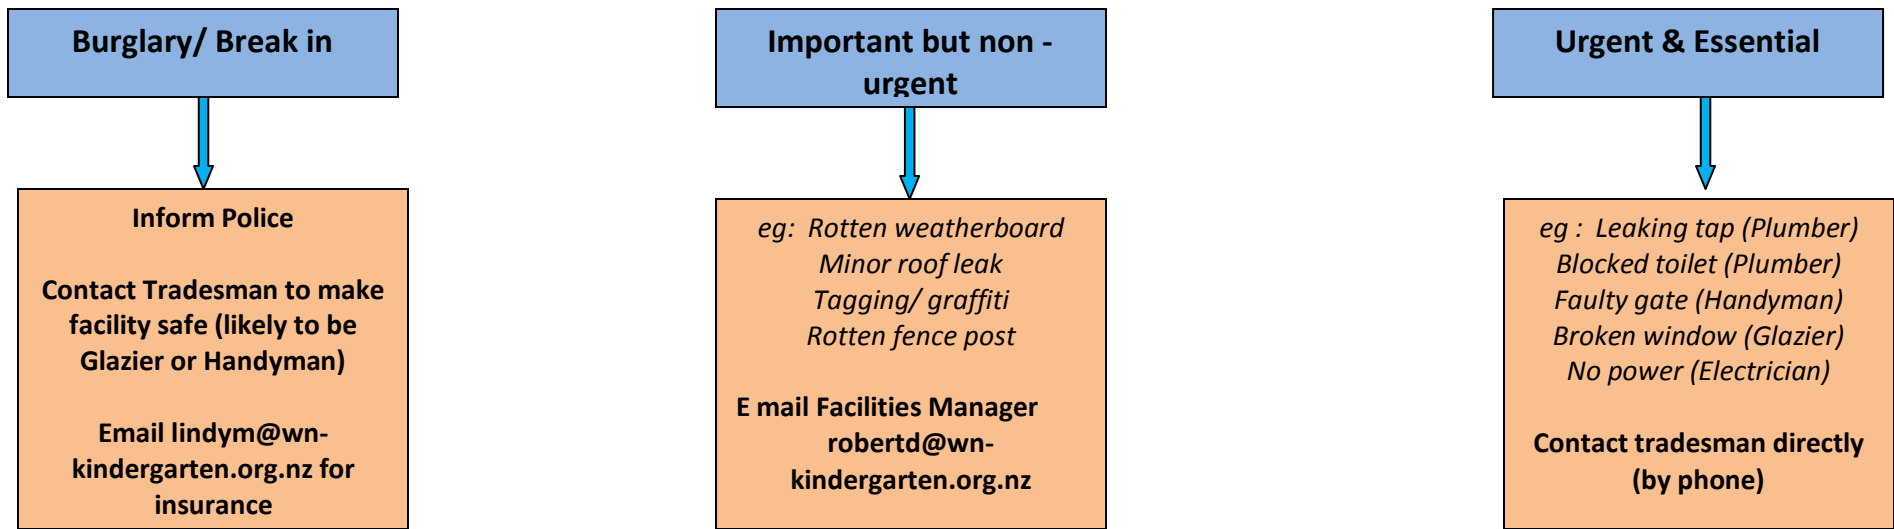 Burglary/ Break in
Inform Police
Contact Tradesman to make
facility safe (likely to be
Glazier or Handyman)
Email lindym@wn-
kindergarten.org.nz for
insurance
Important but non -
urgent
eg: Rotten weatherboard
Minor roof leak
Tagging/ graffiti
Rotten fence post
E mail Facilities Manager
robertd@wn-
kindergarten.org.nz
Urgent & Essential
eg : Leaking tap (Plumber)
Blocked toilet (Plumber)
Faulty gate (Handyman)
Broken window (Glazier)
No power (Electrician)
Contact tradesman directly
(by phone)